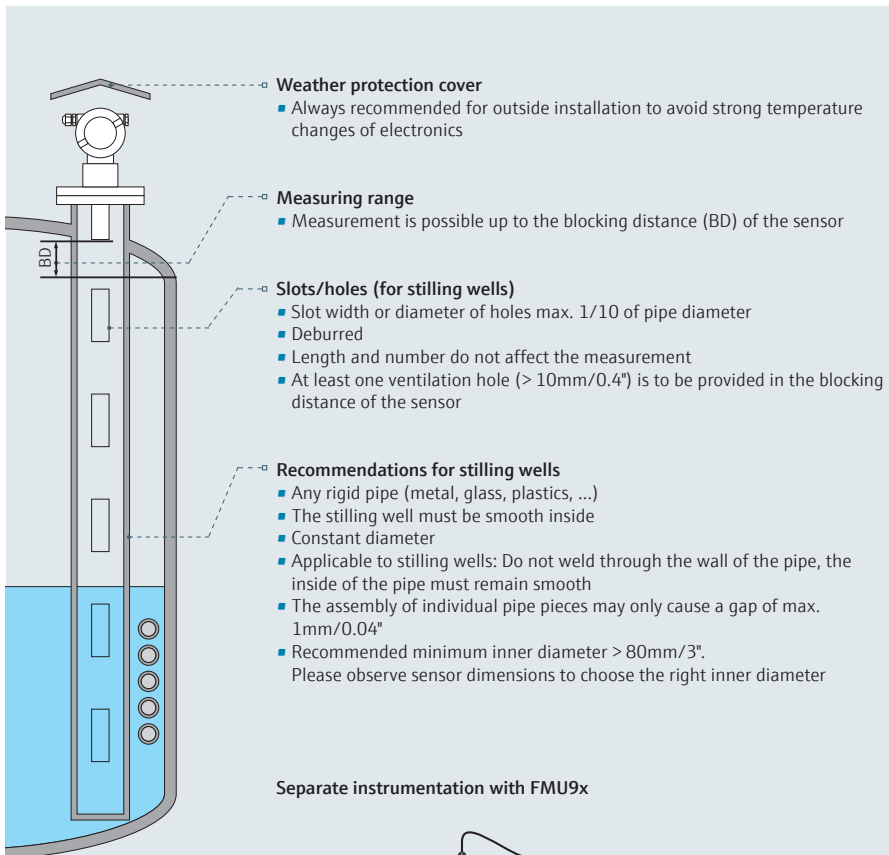 Weather protection cover
▪ Always recommended for outside installation to avoid strong temperature
changes of electronics
Measuring range
▪ Measurement is possible up to the blocking distance (BD) of the sensor
BD
Slots/holes (for stilling wells)
▪ Slot width or diameter of holes max. 1/10 of pipe diameter
▪ Deburred
▪ Length and number do not affect the measurement
▪ At least one ventilation hole (> 10mm/0.4") is to be provided in the blocking
distance of the sensor
Recommendations for stilling wells
▪ Any rigid pipe (metal, glass, plastics, ...)
▪ The stilling well must be smooth inside
▪ Constant diameter
▪ Applicable to stilling wells: Do not weld through the wall of the pipe, the
inside of the pipe must remain smooth
▪ The assembly of individual pipe pieces may only cause a gap of max.
1mm/0.04"
▪ Recommended minimum inner diameter > 80mm/3".
Please observe sensor dimensions to choose the right inner diameter
Separate instrumentation with FMU9x